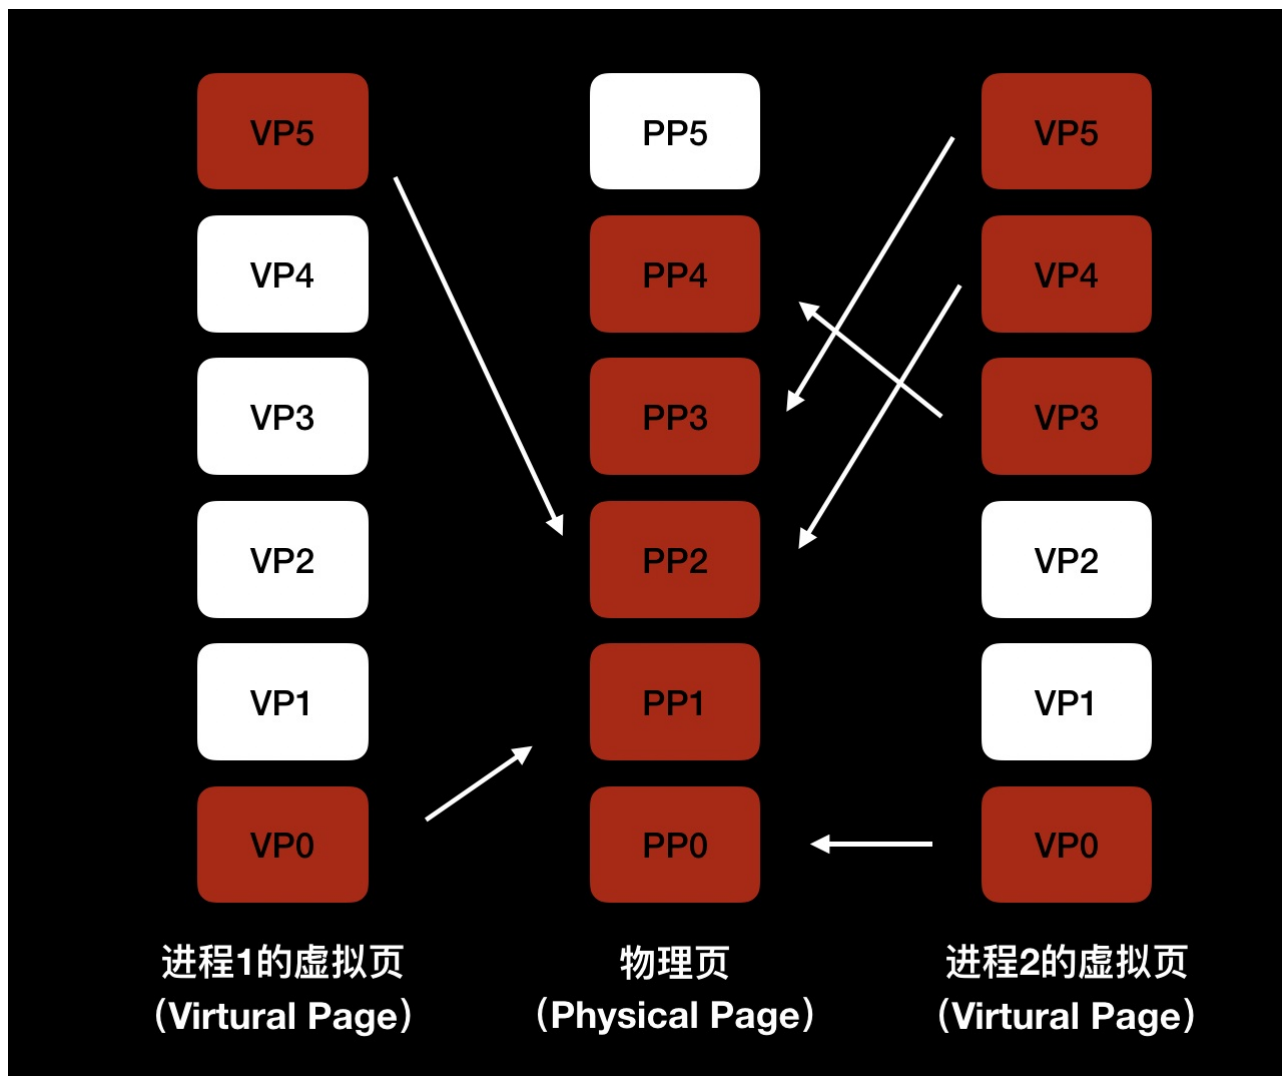 VP5
VP4
VP3
VP2
VP1
VP0
进程1的虚拟页
（Virtural Page）
PP5
PP4
PP3
PP2
PP1
PP0
物理页
（Physical Page）
VP5
VP4
VP3
VP2
VP1
VP0
进程2的虚拟页
（Virtural Page）